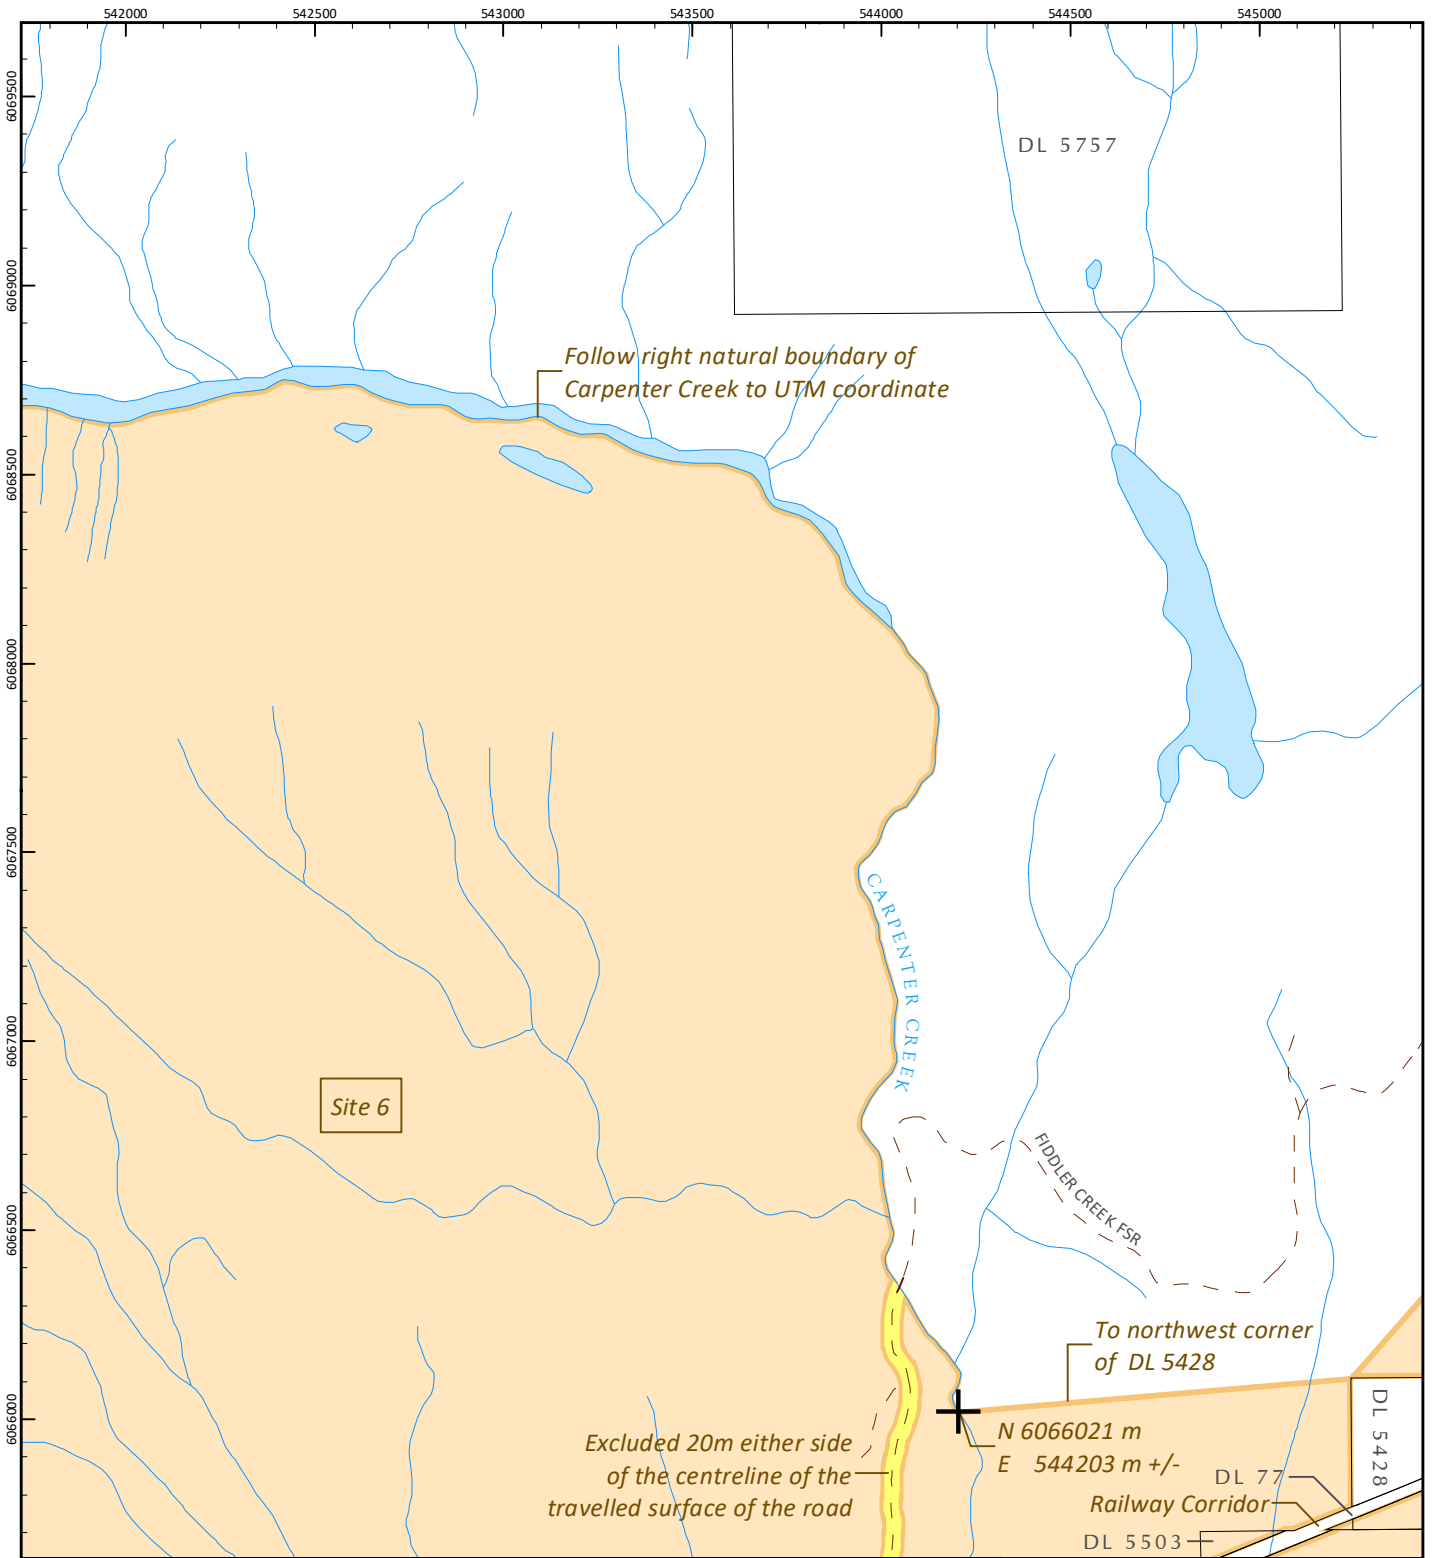 542000
542500
543000
543500
544000
544500
545000
6069500
6069000
6068500
6068000
6067500
6067000
6066500
6066000
DL 5757
Follow right natural boundary of
Carpenter Creek to UTM coordinate
CARPENTER CREEK
Site 6
FIDDLER CREEK FSR
To northwest corner
of DL 5428
N 6066021 m
E 544203 m +/-
Excluded 20m either side
of the centreline of the
travelled surface of the road
DL 5428
DL 77
Railway Corridor
DL 5503